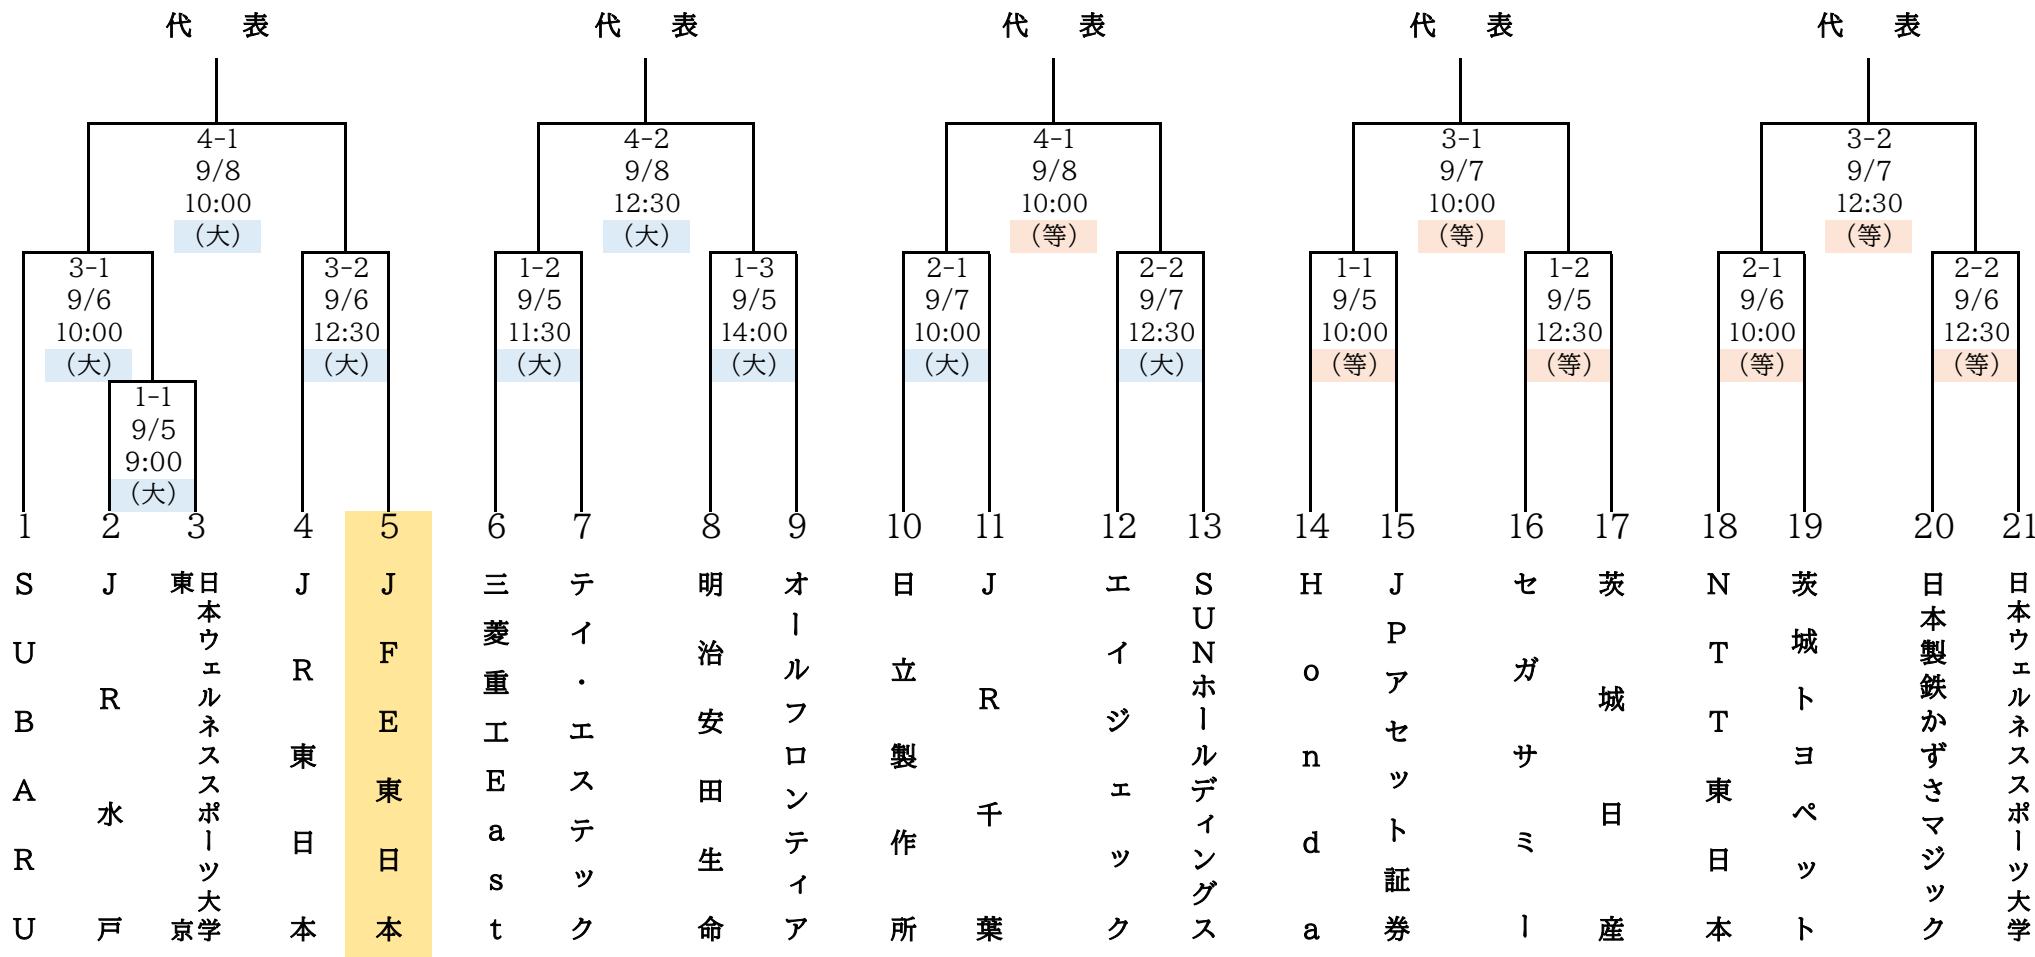 代 表
代 表
代 表
代 表
代 表
4-1
9/8
10:00
（大）
4-2
9/8
12:30
（大）
4-1
9/8
10:00
（等）
3-1
9/7
10:00
（等）
3-2
9/7
12:30
（等）
3-1
9/6
10:00
（大）
3-2
9/6
12:30
（大）
1-2
9/5
11:30
（大）
1-3
9/5
14:00
（大）
2-1
9/7
10:00
（大）
2-2
9/7
12:30
（大）
1-1
9/5
10:00
（等）
1-2
9/5
12:30
（等）
2-1
9/6
10:00
（等）
2-2
9/6
12:30
（等）
1-1
9/5
9:00
（大）
1
SUBARU
2
JR水戸
3
日本ウェルネススポーツ大学
東京
4
JR東日本
5
JFE東日本
6
三菱重工East
7
テイ・エステック
8
明治安田生命
9
オールフロンティア
10
日立製作所
11
JR千葉
12
エイジェック
13
SUNホールディングス
14
Honda
15
JPアセット証券
16
セガサミー
17
茨城日産
18
NTT東日本
19
茨城トヨペット
20
日本製鉄かずさマジック
21
日本ウェルネススポーツ大学